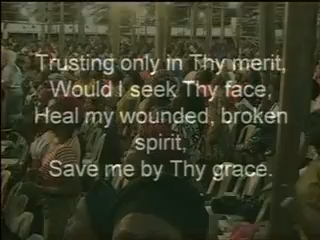 Trusting only in Thy merit,
Would I seek Thy face,
Heal my wounded, broken
spirit,
Save me by Thy grace.